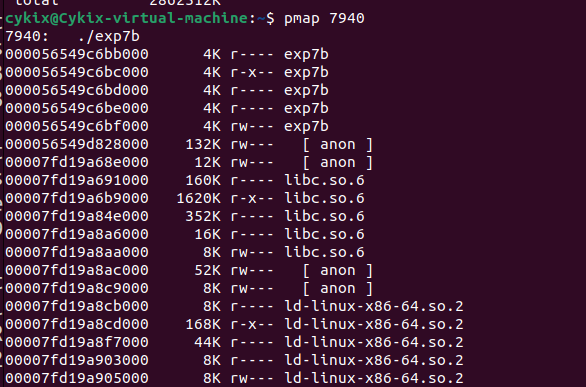 total 2862312K
cykix@Cykix-virtual-machine:~$ pmap 7940
7940:   ./exp7b
000056549c6bb000      4K r---- exp7b
000056549c6bc000      4K r-x-- exp7b
000056549c6bd000      4K r---- exp7b
000056549c6be000      4K r---- exp7b
000056549c6bf000      4K rw--- exp7b
000056549d828000    132K rw---   [ anon ]
00007fd19a68e000     12K rw---   [ anon ]
00007fd19a691000    160K r---- libc.so.6
00007fd19a6b9000   1620K r-x-- libc.so.6
00007fd19a84e000    352K r---- libc.so.6
00007fd19a8a6000     16K r---- libc.so.6
00007fd19a8aa000      8K rw--- libc.so.6
00007fd19a8ac000     52K rw---   [ anon ]
00007fd19a8c9000      8K rw---   [ anon ]
00007fd19a8cb000      8K r---- ld-linux-x86-64.so.2
00007fd19a8cd000    168K r-x-- ld-linux-x86-64.so.2
00007fd19a8f7000     44K r---- ld-linux-x86-64.so.2
00007fd19a903000      8K r---- ld-linux-x86-64.so.2
00007fd19a905000      8K rw--- ld-linux-x86-64.so.2